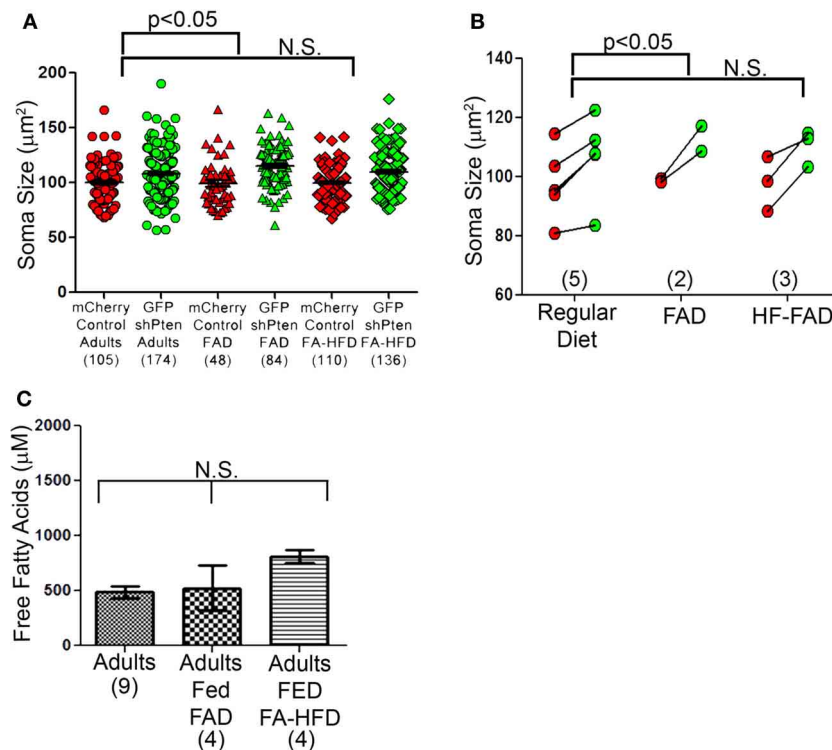 A
p<0.05
N.S.
Soma Size (μm²)
200
150
100
50
0
mCherry Control Adults (105)
GFP shPten Adults (174)
mCherry Control FAD (48)
GFP shPten FAD (84)
mCherry Control FA-HFD (110)
GFP shPten FA-HFD (136)
B
p<0.05
N.S.
Soma Size (μm²)
140
120
100
80
60
(5)
(2)
(3)
Regular Diet
FAD
HF-FAD
C
N.S.
Free Fatty Acids (μM)
2000
1500
1000
500
0
Adults (9)
Adults Fed FAD (4)
Adults FED FA-HFD (4)